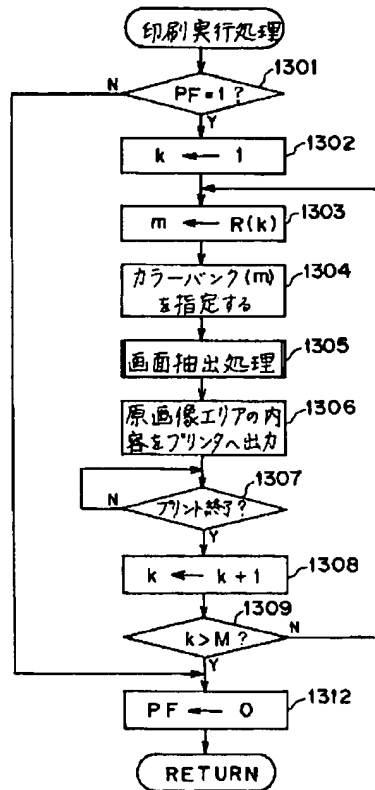 印刷実行処理
1301
N
PF=1?
Y
k ← 1
1302
m ← R(k)
1303
カラーバンク(m)
を指定する
1304
画面抽出処理
1305
原画像エリアの内
容をプリンタへ出力
1306
プリント終了?
1307
N
Y
k ← k+1
1308
k>M?
1309
N
Y
PF ← 0
1312
RETURN